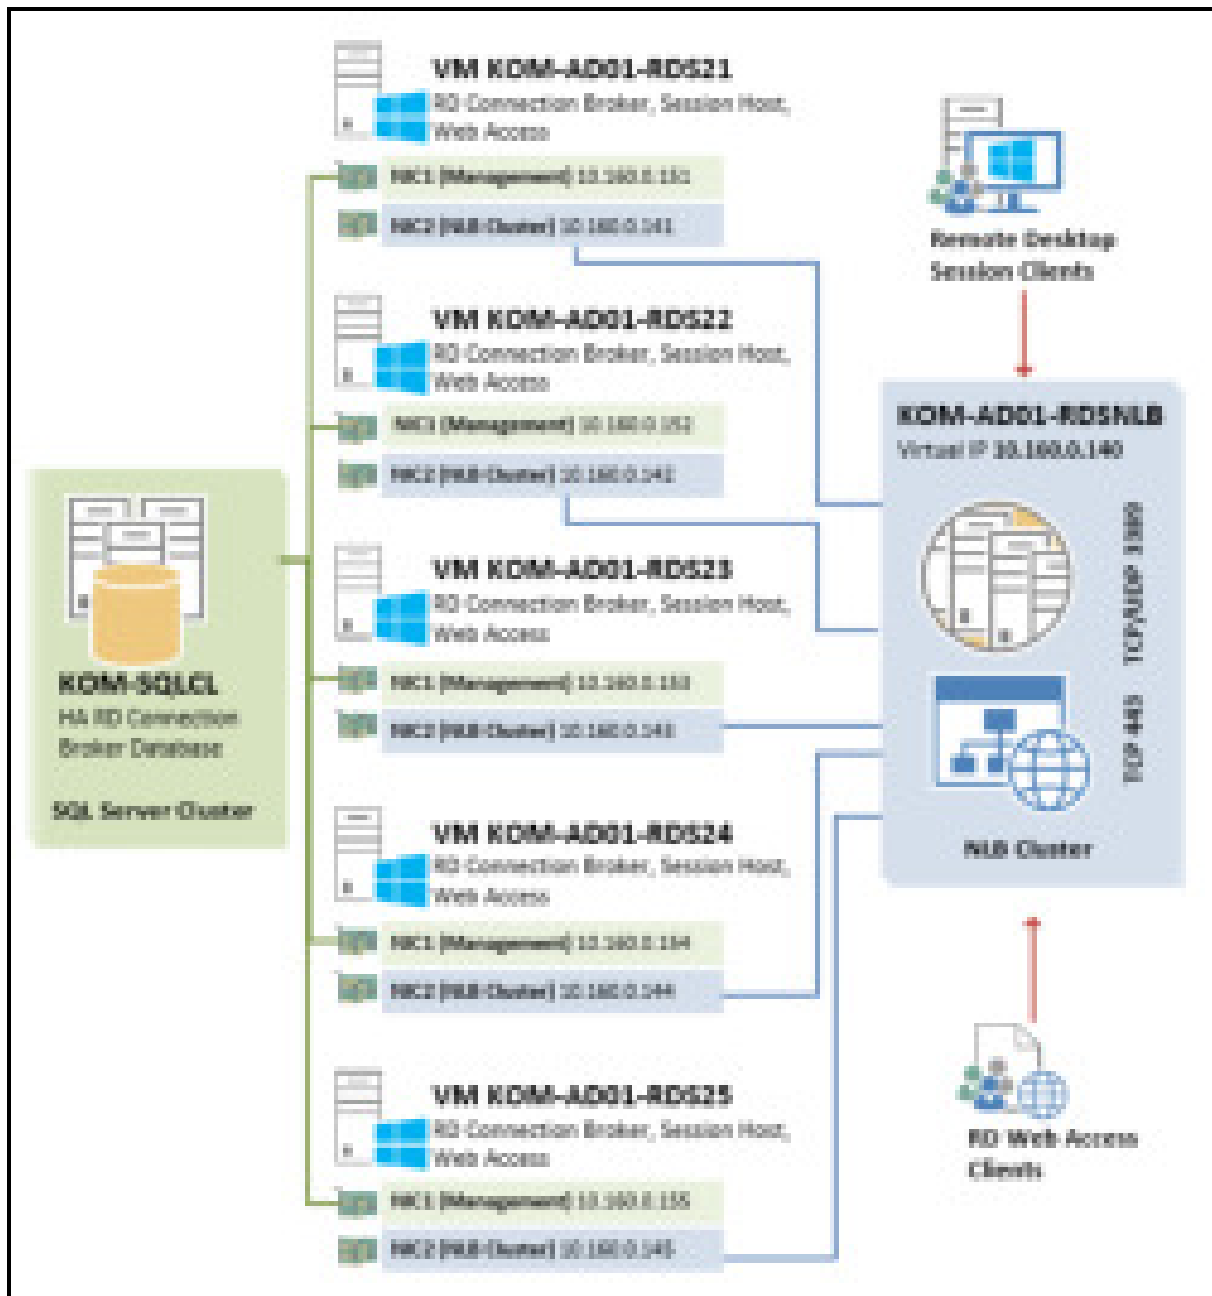 VM KOM-AD01-RDS21
RD Connection Broker, Session Host,
Web Access
NIC1 (Management) 10.160.0.151
NIC2 (NLB Cluster) 10.160.0.141
VM KOM-AD01-RDS22
RD Connection Broker, Session Host,
Web Access
NIC1 (Management) 10.160.0.152
NIC2 (NLB Cluster) 10.160.0.142
VM KOM-AD01-RDS23
RD Connection Broker, Session Host,
Web Access
NIC1 (Management) 10.160.0.153
NIC2 (NLB Cluster) 10.160.0.143
VM KOM-AD01-RDS24
RD Connection Broker, Session Host,
Web Access
NIC1 (Management) 10.160.0.154
NIC2 (NLB Cluster) 10.160.0.144
VM KOM-AD01-RDS25
RD Connection Broker, Session Host,
Web Access
NIC1 (Management) 10.160.0.155
NIC2 (NLB Cluster) 10.160.0.145
KOM-SQLCL
HA RD Connection
Broker Database
SQL Server Cluster
Remote Desktop
Session Clients
KOM-AD01-RDSNLB
Virtual IP 10.160.0.140
TCP/UDP 3389
TCP 443
NLB Cluster
RD Web Access
Clients